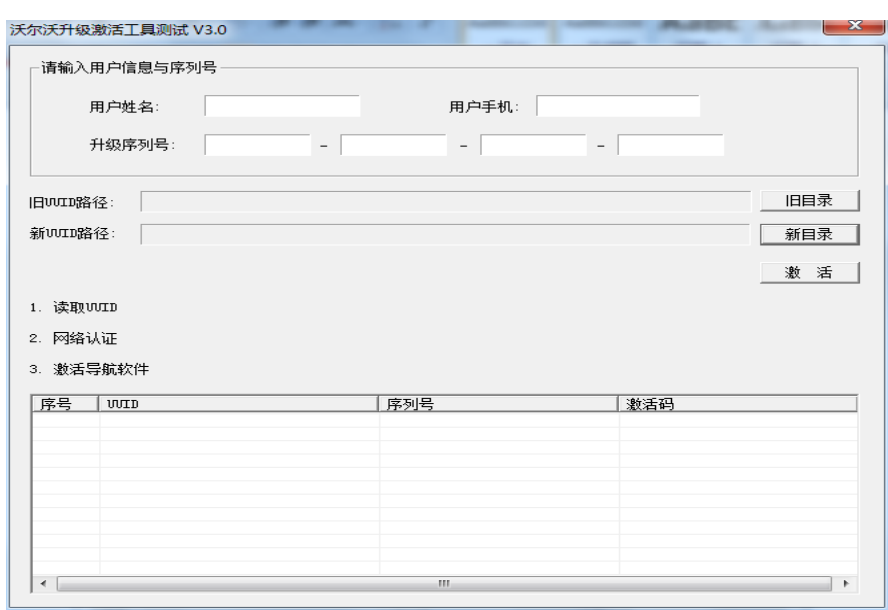 沃尔沃升级激活工具测试 V3.0
请输入用户信息与序列号
用户姓名: 用户手机:
升级序列号: - - -
旧UUID路径: 旧目录
新UUID路径: 新目录
激 活
1. 读取UUID
2. 网络认证
3. 激活导航软件
序号 UUID 序列号 激活码